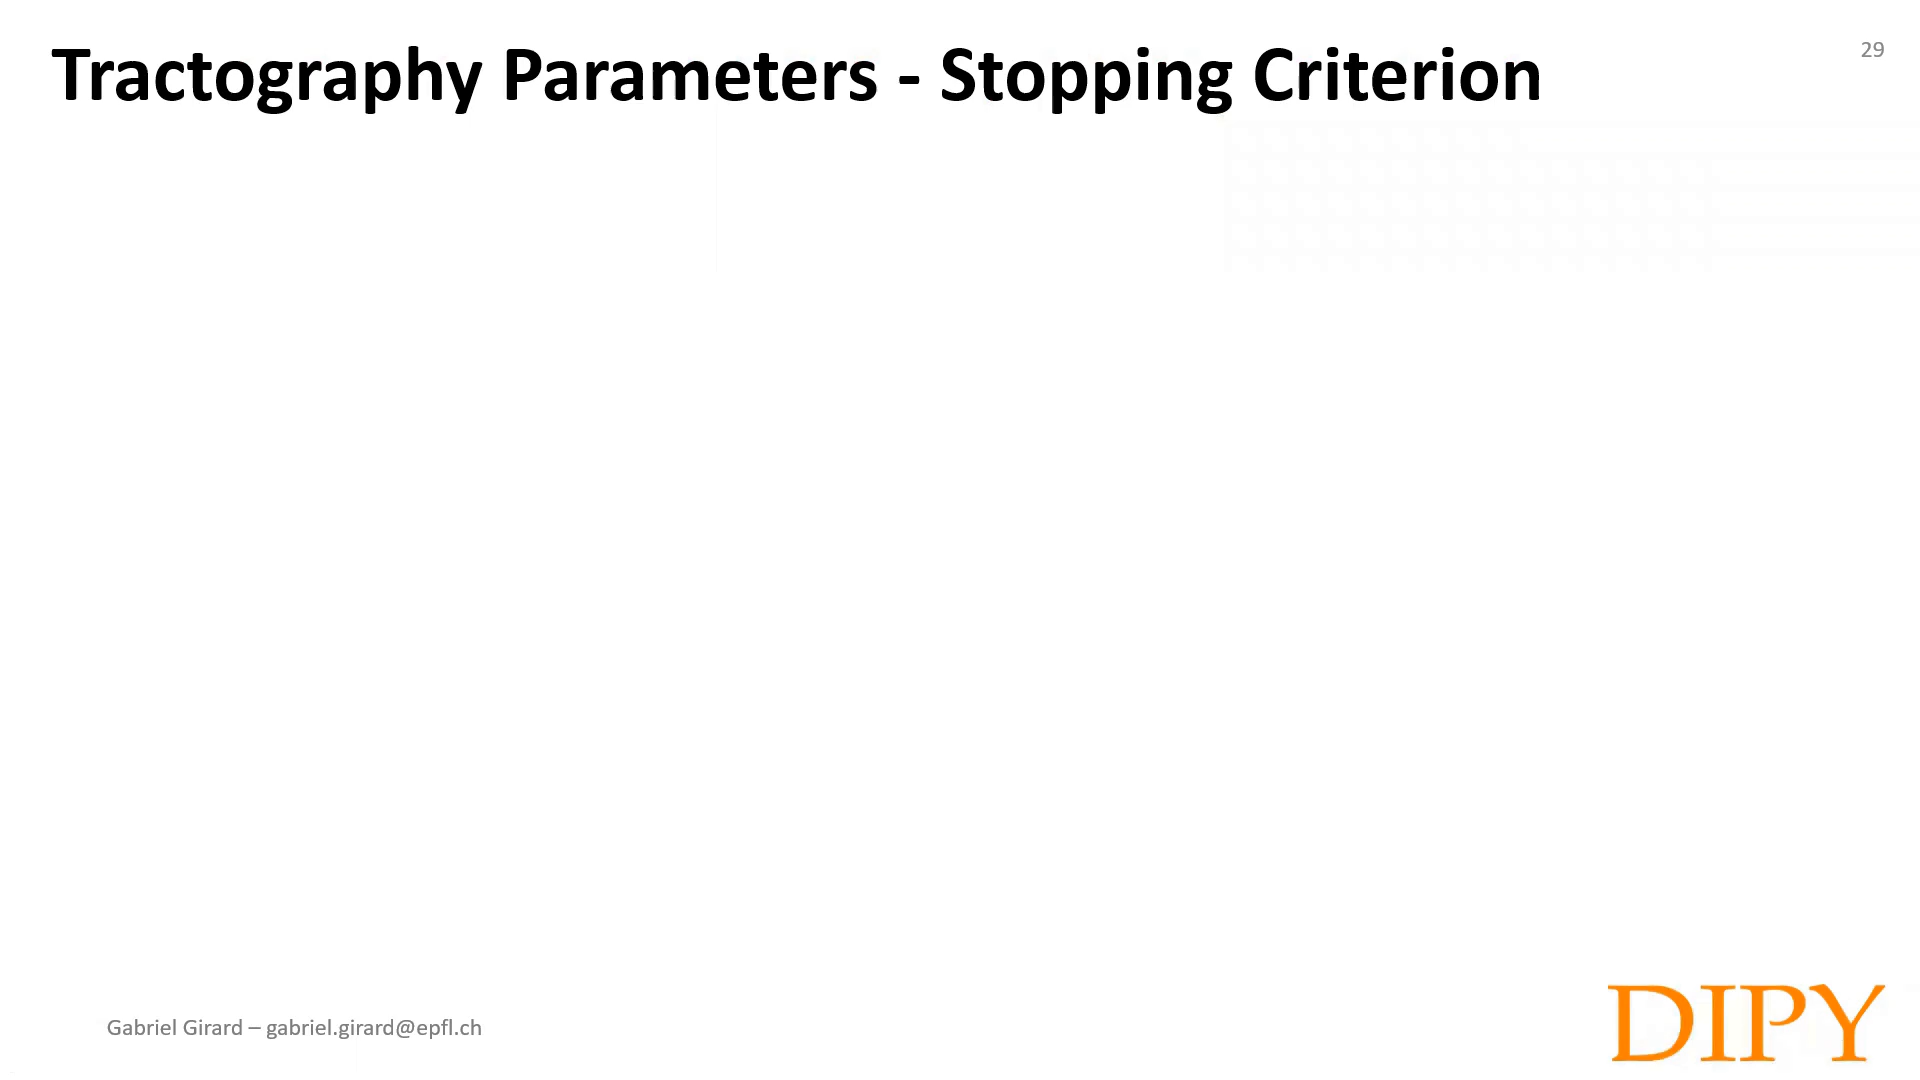 Tractography Parameters - Stopping Criterion
29
Gabriel Girard – gabriel.girard@epfl.ch
DIPY